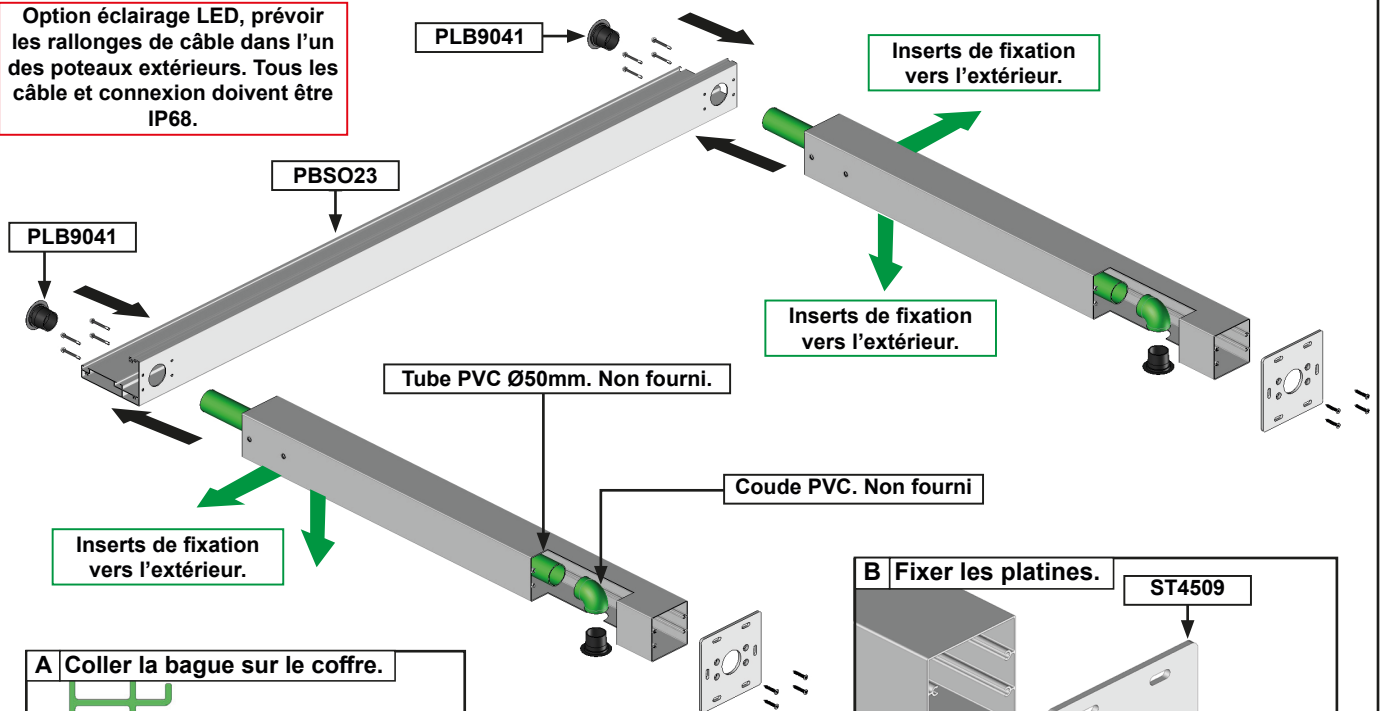 Option éclairage LED, prévoir
les rallonges de câble dans l'un
des poteaux extérieurs. Tous les
câble et connexion doivent être
IP68.
PLB9041
Inserts de fixation
vers l'extérieur.
PBSO23
PLB9041
Inserts de fixation
vers l'extérieur.
Tube PVC Ø50mm. Non fourni.
Coude PVC. Non fourni
Inserts de fixation
vers l'extérieur.
B Fixer les platines.
ST4509
A Coller la bague sur le coffre.